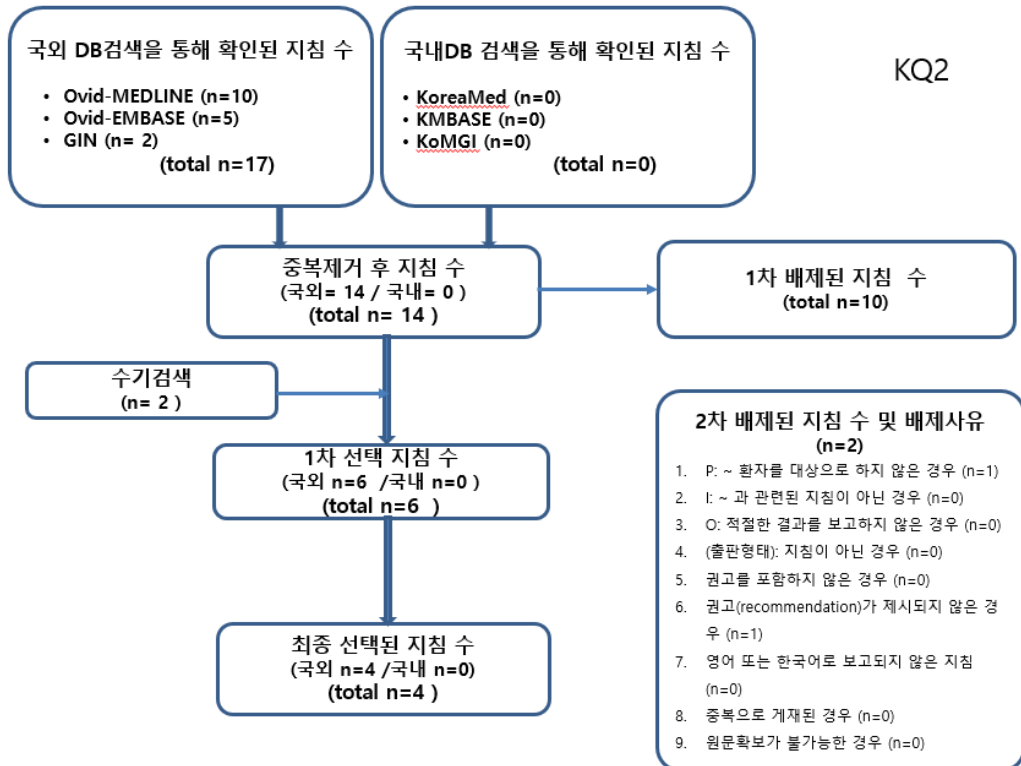 국외 DB검색을 통해 확인된 지침 수
• Ovid-MEDLINE (n=10)
• Ovid-EMBASE (n=5)
• GIN (n= 2)
(total n=17)
국내DB 검색을 통해 확인된 지침 수
• KoreaMed (n=0)
• KMBASE (n=0)
• KoMGI (n=0)
(total n=0)
KQ2
중복제거 후 지침 수
(국외= 14 / 국내= 0 )
(total n= 14 )
1차 배제된 지침 수
(total n=10)
수기검색
(n= 2 )
1차 선택 지침 수
(국외 n=6 /국내 n=0 )
(total n=6 )
2차 배제된 지침 수 및 배제사유
(n=2)
1. P: ~ 환자를 대상으로 하지 않은 경우 (n=1)
2. I: ~ 과 관련된 지침이 아닌 경우 (n=0)
3. O: 적절한 결과를 보고하지 않은 경우 (n=0)
4. (출판형태): 지침이 아닌 경우 (n=0)
5. 권고를 포함하지 않은 경우 (n=0)
6. 권고(recommendation)가 제시되지 않은 경
우 (n=1)
7. 영어 또는 한국어로 보고되지 않은 지침
(n=0)
8. 중복으로 게재된 경우 (n=0)
9. 원문확보가 불가능한 경우 (n=0)
최종 선택된 지침 수
(국외 n=4 /국내 n=0)
(total n=4 )